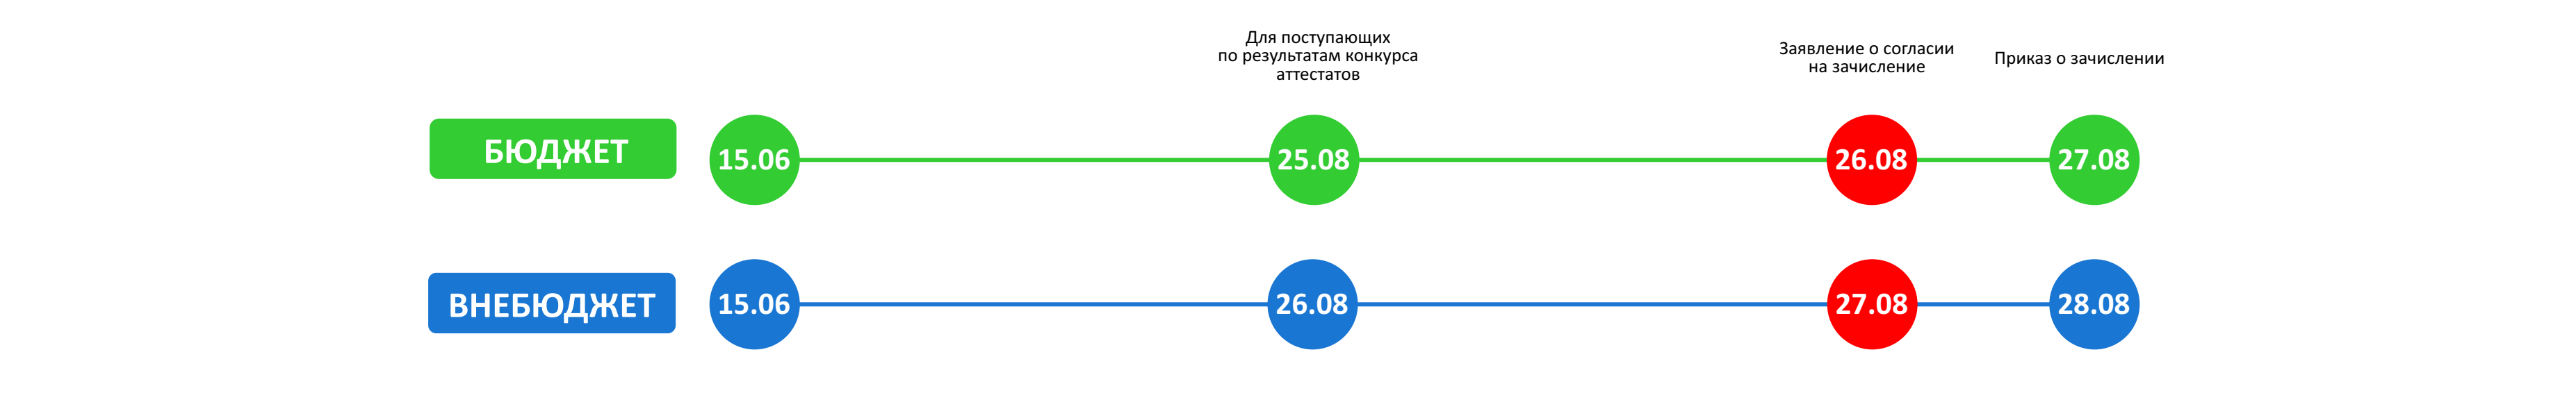 Для поступающих
по результатам конкурса
аттестатов
Заявление о согласии
на зачисление
Приказ о зачислении
БЮДЖЕТ
15.06
25.08
26.08
27.08
ВНЕБЮДЖЕТ
15.06
26.08
27.08
28.08